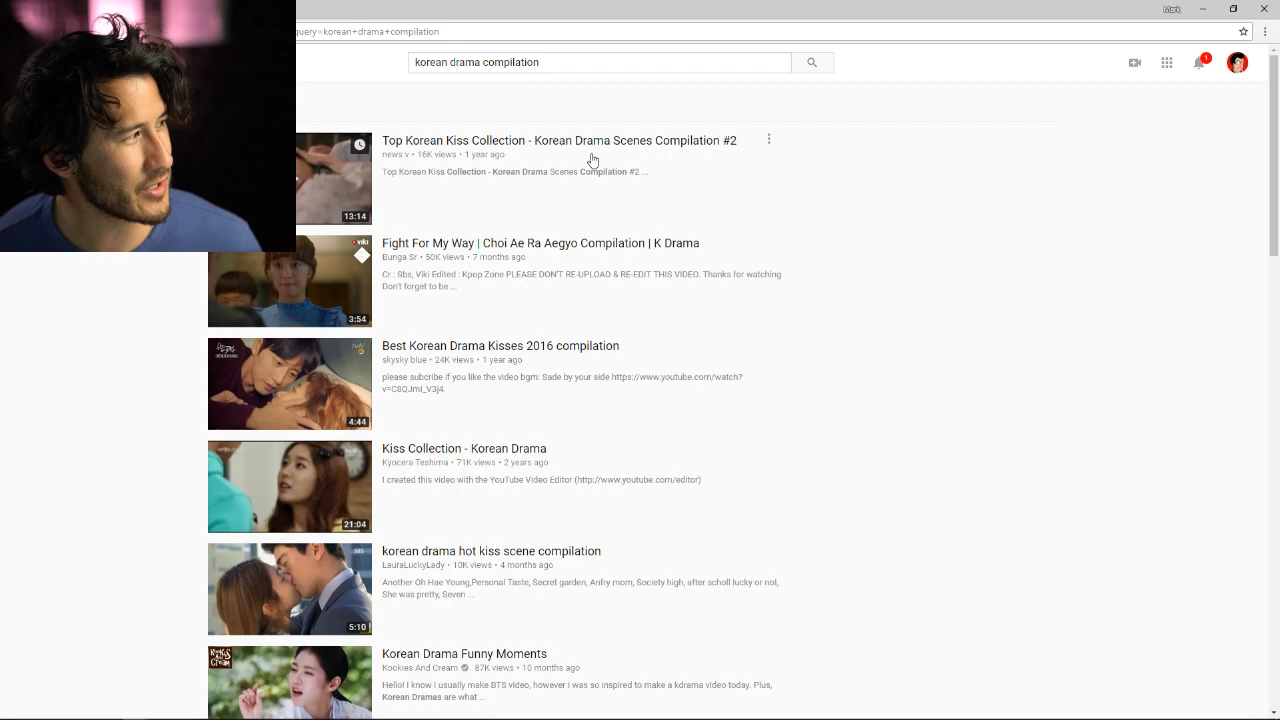 Mark
query=korean+drama+compilation
korean drama compilation
1
Top Korean Kiss Collection - Korean Drama Scenes Compilation #2
news v • 16K views • 1 year ago
Top Korean Kiss Collection - Korean Drama Scenes Compilation #2 ...
13:14
viki
Fight For My Way | Choi Ae Ra Aegyo Compilation | K Drama
Bunga Sr • 50K views • 7 months ago
Cr : Sbs, Viki Edited : Kpop Zone PLEASE DON'T RE-UPLOAD & RE-EDIT THIS VIDEO. Thanks for watching
Don't forget to be ...
3:54
Best Korean Drama Kisses 2016 compilation
skysky blue • 24K views • 1 year ago
please subcribe if you like the video bgm: Sade by your side https://www.youtube.com/watch?
v=C8QJmI_V3j4.
4:44
Kiss Collection - Korean Drama
Kyocera Teshima • 71K views • 2 years ago
I created this video with the YouTube Video Editor (http://www.youtube.com/editor)
21:04
korean drama hot kiss scene compilation
LauraLuckyLady • 10K views • 4 months ago
SBS
Another Oh Hae Young,Personal Taste, Secret garden, Anfry mom, Society high, after scholl lucky or not,
She was pretty, Seven ...
5:10
Korean Drama Funny Moments
KOOKIES AND CREAM
Kookies And Cream 87K views • 10 months ago
Hello! I know I usually make BTS video, however I was so inspired to make a kdrama video today. Plus,
Korean Dramas are what ...